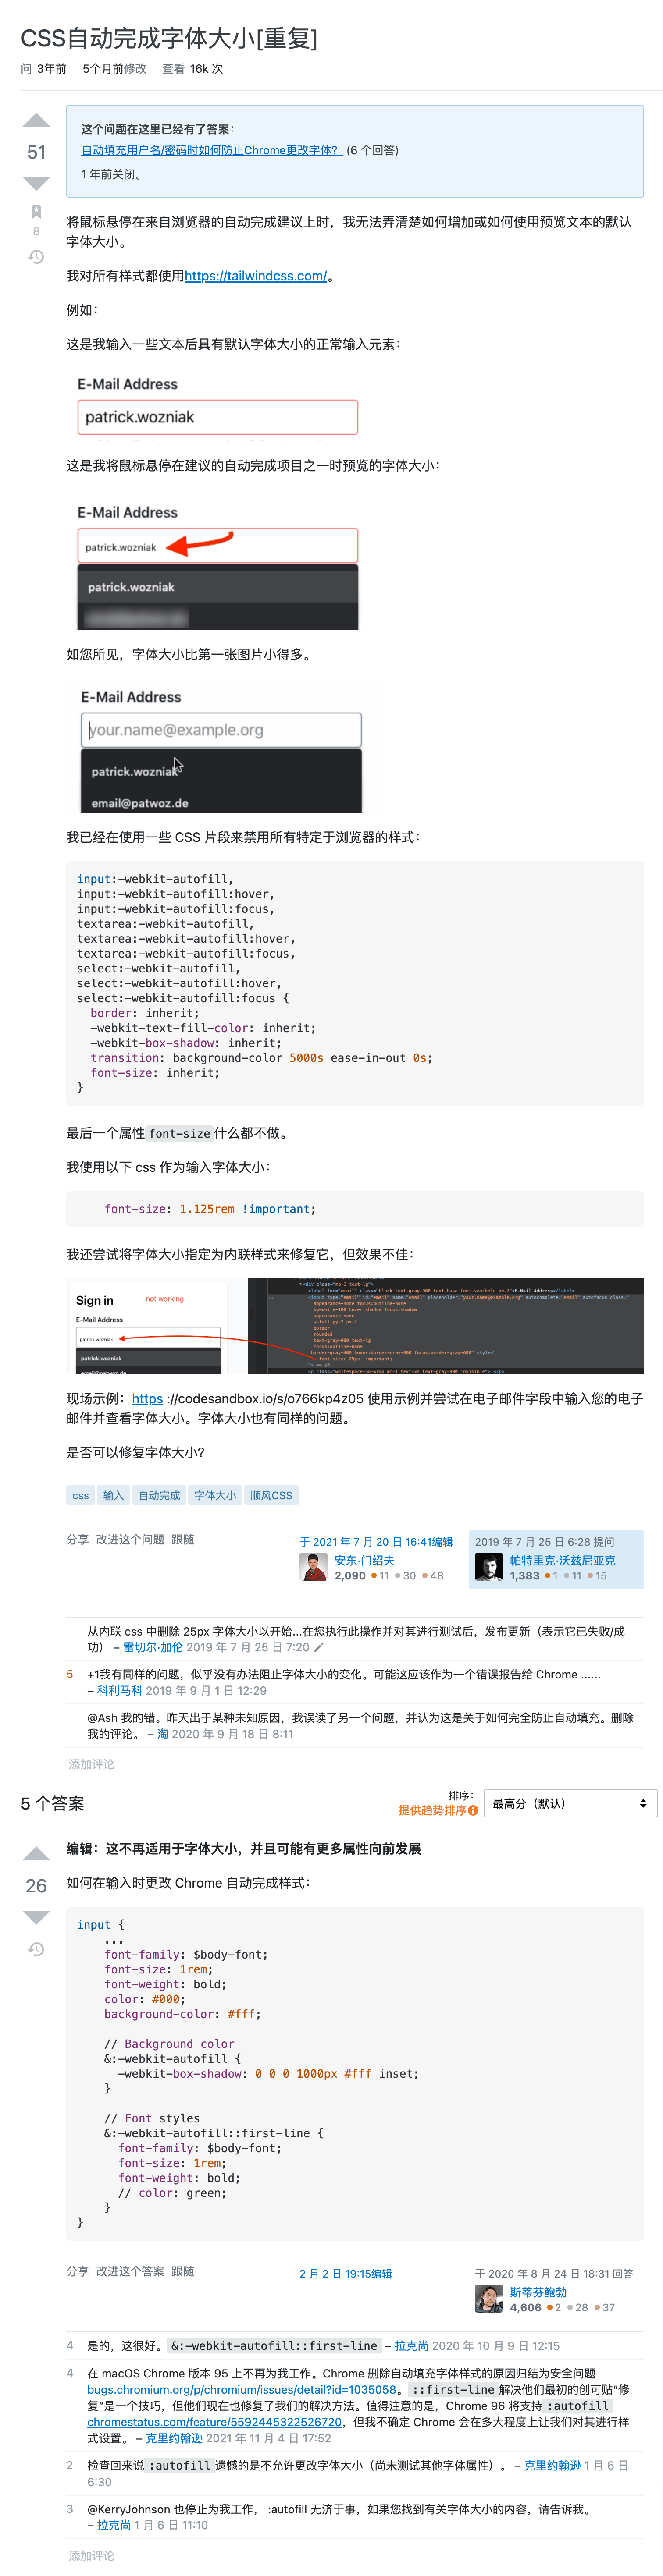 CSS自动完成字体大小[重复]
问 3年前 5个月前修改 查看 16k 次
51
8
这个问题在这里已经有了答案：
自动填充用户名/密码时如何防止Chrome更改字体？ (6 个回答)
1 年前关闭。
将鼠标悬停在来自浏览器的自动完成建议上时，我无法弄清楚如何增加或如何使用预览文本的默认
字体大小。
我对所有样式都使用https://tailwindcss.com/。
例如：
这是我输入一些文本后具有默认字体大小的正常输入元素：
E-Mail Address
patrick.wozniak
这是我将鼠标悬停在建议的自动完成项目之一时预览的字体大小：
E-Mail Address
patrick.wozniak
patrick.wozniak
如您所见，字体大小比第一张图片小得多。
E-Mail Address
your.name@example.org
patrick.wozniak
email@patwoz.de
我已经在使用一些 CSS 片段来禁用所有特定于浏览器的样式：
input:-webkit-autofill,
input:-webkit-autofill:hover,
input:-webkit-autofill:focus,
textarea:-webkit-autofill,
textarea:-webkit-autofill:hover,
textarea:-webkit-autofill:focus,
select:-webkit-autofill,
select:-webkit-autofill:hover,
select:-webkit-autofill:focus {
border: inherit;
-webkit-text-fill-color: inherit;
-webkit-box-shadow: inherit;
transition: background-color 5000s ease-in-out 0s;
font-size: inherit;
}
最后一个属性font-size什么都不做。
我使用以下 css 作为输入字体大小：
font-size: 1.125rem !important;
我还尝试将字体大小指定为内联样式来修复它，但效果不佳：
Sign in not working
E-Mail Address
patrick.wozniak
patrick.wozniak
现场示例：https ://codesandbox.io/s/o766kp4z05 使用示例并尝试在电子邮件字段中输入您的电子
邮件并查看字体大小。字体大小也有同样的问题。
是否可以修复字体大小?
css 输入 自动完成 字体大小 顺风CSS
分享 改进这个问题 跟随
于 2021 年 7 月 20 日 16:41编辑
安东·门绍夫
2,090 11 30 48
2019 年 7 月 25 日 6:28 提问
帕特里克·沃兹尼亚克
1,383 1 11 15
从内联 css 中删除 25px 字体大小以开始...在您执行此操作并对其进行测试后，发布更新（表示它已失败/成
功） – 雷切尔·加伦 2019 年 7 月 25 日 7:20
5 +1我有同样的问题，似乎没有办法阻止字体大小的变化。可能这应该作为一个错误报告给 Chrome ......
– 科利马科 2019 年 9 月 1 日 12:29
@Ash 我的错。昨天出于某种未知原因，我误读了另一个问题，并认为这是关于如何完全防止自动填充。删除
我的评论。 – 淘 2020 年 9 月 18 日 8:11
添加评论
5 个答案
排序：
提供趋势排序
最高分（默认）
26
编辑：这不再适用于字体大小，并且可能有更多属性向前发展
如何在输入时更改 Chrome 自动完成样式：
input {
...
font-family: $body-font;
font-size: 1rem;
font-weight: bold;
color: #000;
background-color: #fff;
// Background color
&:-webkit-autofill {
-webkit-box-shadow: 0 0 0 1000px #fff inset;
}
// Font styles
&:-webkit-autofill::first-line {
font-family: $body-font;
font-size: 1rem;
font-weight: bold;
// color: green;
}
}
分享 改进这个答案 跟随
2 月 2 日 19:15编辑
于 2020 年 8 月 24 日 18:31 回答
斯蒂芬鲍勃
4,606 2 28 37
4 是的，这很好。&:-webkit-autofill::first-line – 拉克尚 2020 年 10 月 9 日 12:15
4 在 macOS Chrome 版本 95 上不再为我工作。Chrome 删除自动填充字体样式的原因归结为安全问题
bugs.chromium.org/p/chromium/issues/detail?id=1035058。::first-line解决他们最初的创可贴“修
复”是一个技巧，但他们现在也修复了我们的解决方法。值得注意的是，Chrome 96 将支持:autofill
chromestatus.com/feature/5592445322526720，但我不确定 Chrome 会在多大程度上让我们对其进行样
式设置。 – 克里约翰逊 2021 年 11 月 4 日 17:52
2 检查回来说:autofill遗憾的是不允许更改字体大小（尚未测试其他字体属性）。 – 克里约翰逊 1 月 6 日
6:30
3 @KerryJohnson 也停止为我工作， :autofill 无济于事，如果您找到有关字体大小的内容，请告诉我。
– 拉克尚 1 月 6 日 11:10
添加评论